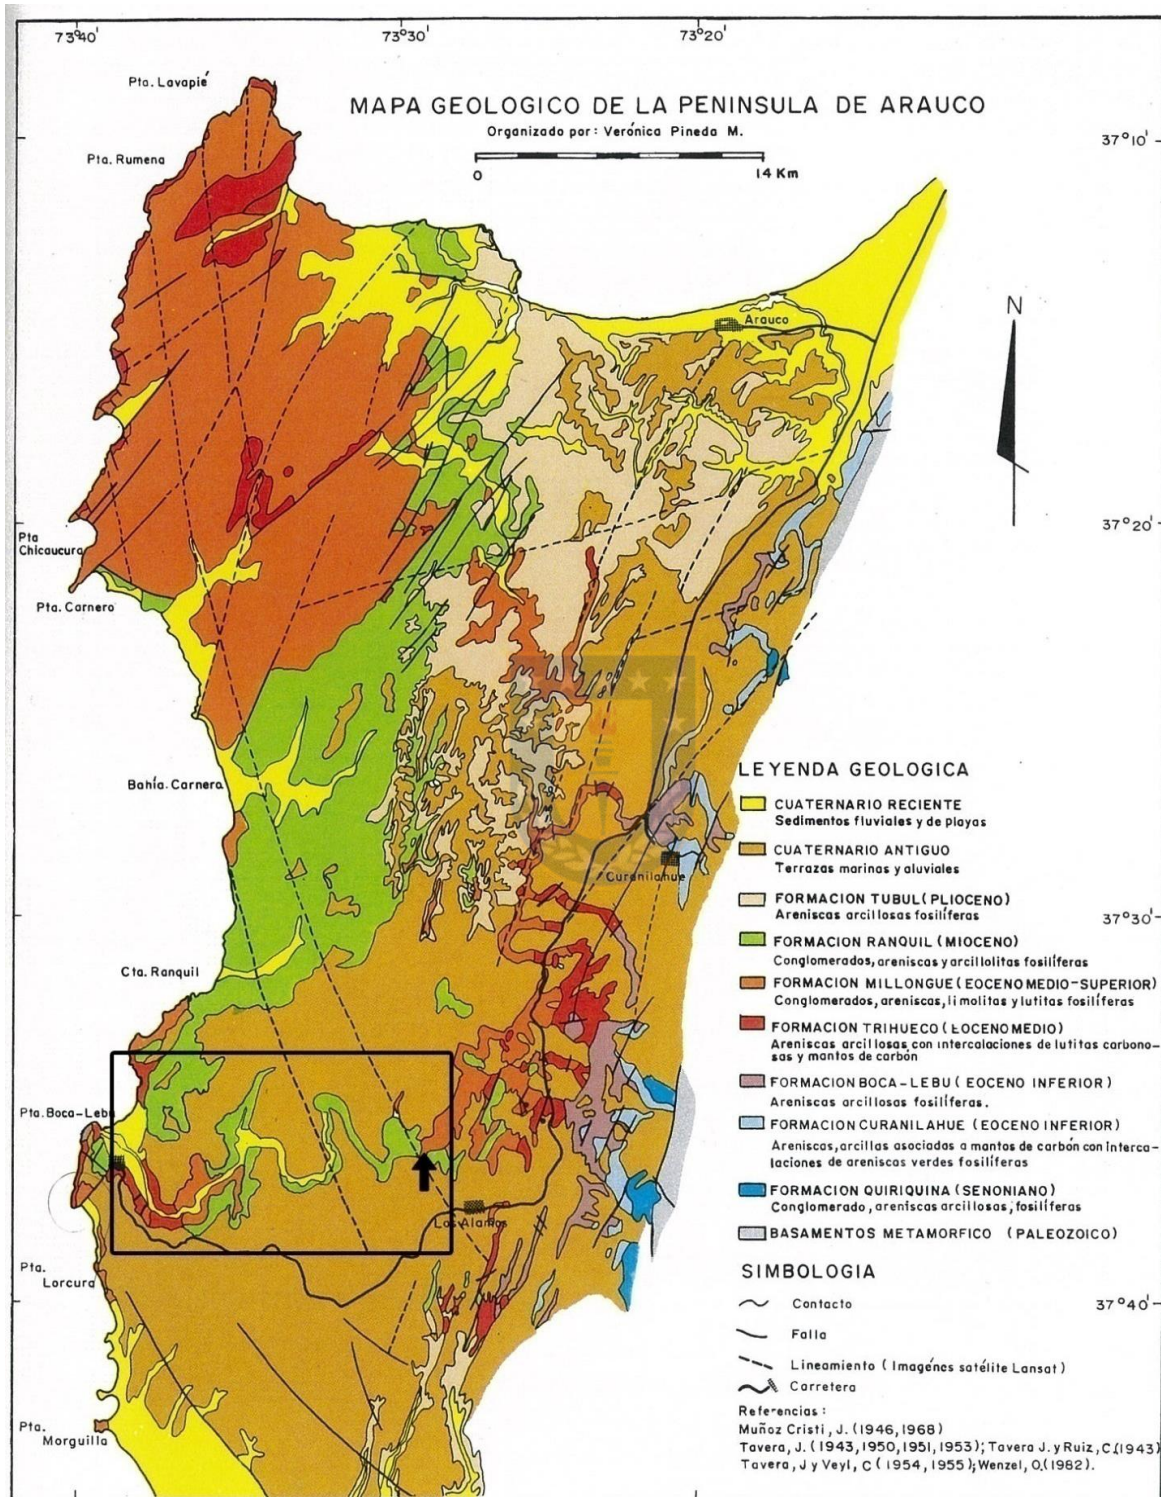 73°40'
73°30'
73°20'
Pta. Lavapié
MAPA GEOLOGICO DE LA PENINSULA DE ARAUCO
Organizado por: Verónica Pineda M.
0
14 Km
37°10'
Pta. Rumena
N
Arauco
37°20'
Pta
Chicaucura
Pta. Carnero
Bahía. Carnera
Curanilahue
Cta. Ranquil
37°30'
Pta. Boca-Lebu
Los Alamos
Pta.
Lorcura
37°40'
Pta.
Morguilla
LEYENDA GEOLOGICA
CUATERNARIO RECIENTE
Sedimentos fluviales y de playas
CUATERNARIO ANTIGUO
Terrazas marinas y aluviales
FORMACION TUBUL (PLIOCENO)
Areniscas arcillosas fosilíferas
FORMACION RANQUIL (MIOCENO)
Conglomerados, areniscas y arcillolitas fosilíferas
FORMACION MILLONGUE (EOCENO MEDIO-SUPERIOR)
Conglomerados, areniscas, limolitas y lutitas fosilíferas
FORMACION TRIHUECO (EOCENO MEDIO)
Areniscas arcillosas con intercalaciones de lutitas carbono-
sas y mantos de carbón
FORMACION BOCA-LEBU (EOCENO INFERIOR)
Areniscas arcillosas fosilíferas.
FORMACION CURANILAHUE (EOCENO INFERIOR)
Areniscas, arcillas asociadas a mantos de carbón con interca-
laciones de areniscas verdes fosilíferas
FORMACION QUIRIQUINA (SENONIANO)
Conglomerado, areniscas arcillosas, fosilíferas
BASAMENTOS METAMORFICO (PALEOZOICO)
SIMBOLOGIA
Contacto
Falla
Lineamiento (Imagénes satélite Lansat)
Carretera
Referencias:
Muñoz Cristi, J. (1946, 1968)
Tavera, J. (1943, 1950, 1951, 1953); Tavera J. y Ruiz, C.(1943)
Tavera, J y Veyl, C (1954, 1955); Wenzel, O.(1982).